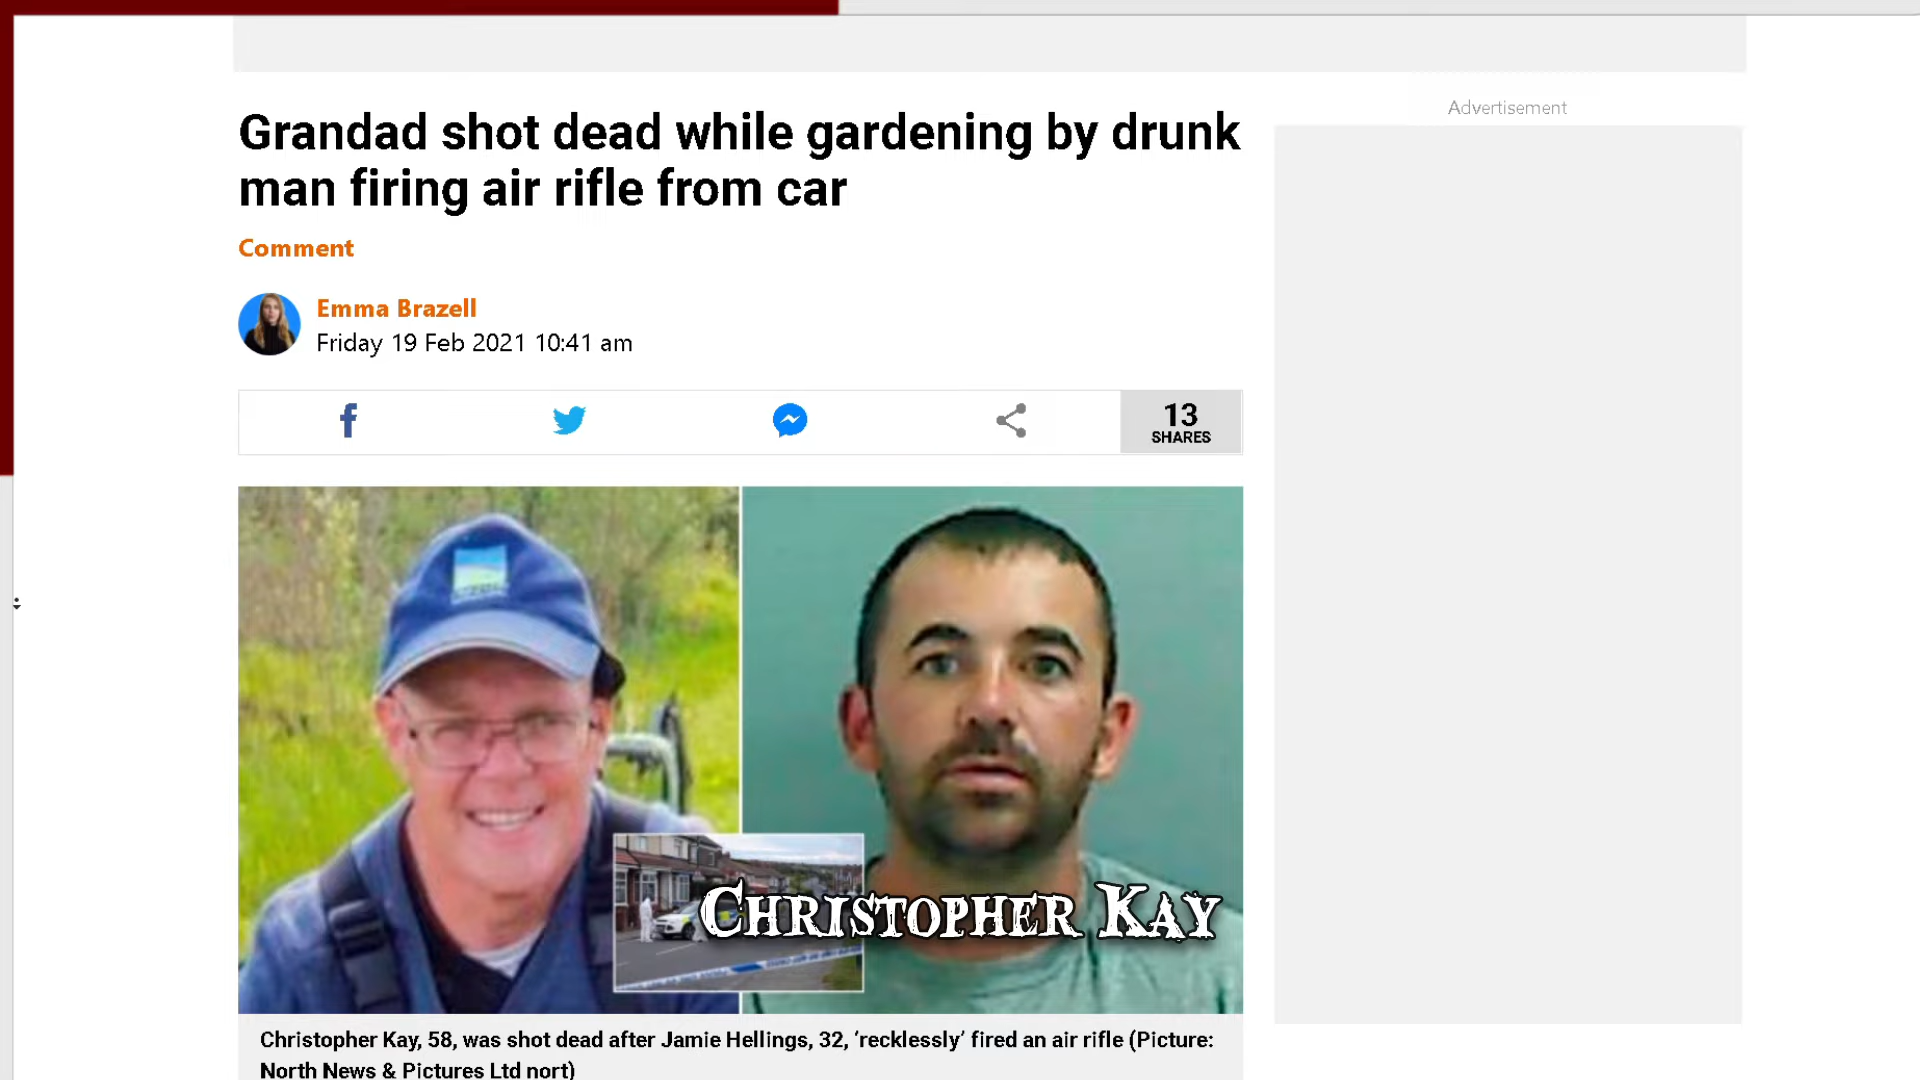 Advertisement
Grandad shot dead while gardening by drunk
man firing air rifle from car
Comment
Emma Brazell
Friday 19 Feb 2021 10:41 am
13
SHARES
Christopher Kay
Christopher Kay, 58, was shot dead after Jamie Hellings, 32, ‘recklessly’ fired an air rifle (Picture:
North News & Pictures Ltd nort)